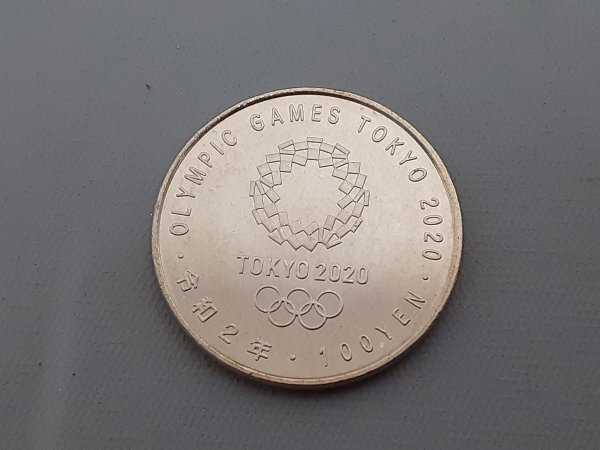 · OLYMPIC GAMES TOKYO 2020 ·
TOKYO 2020
令和2年 · 100 YEN